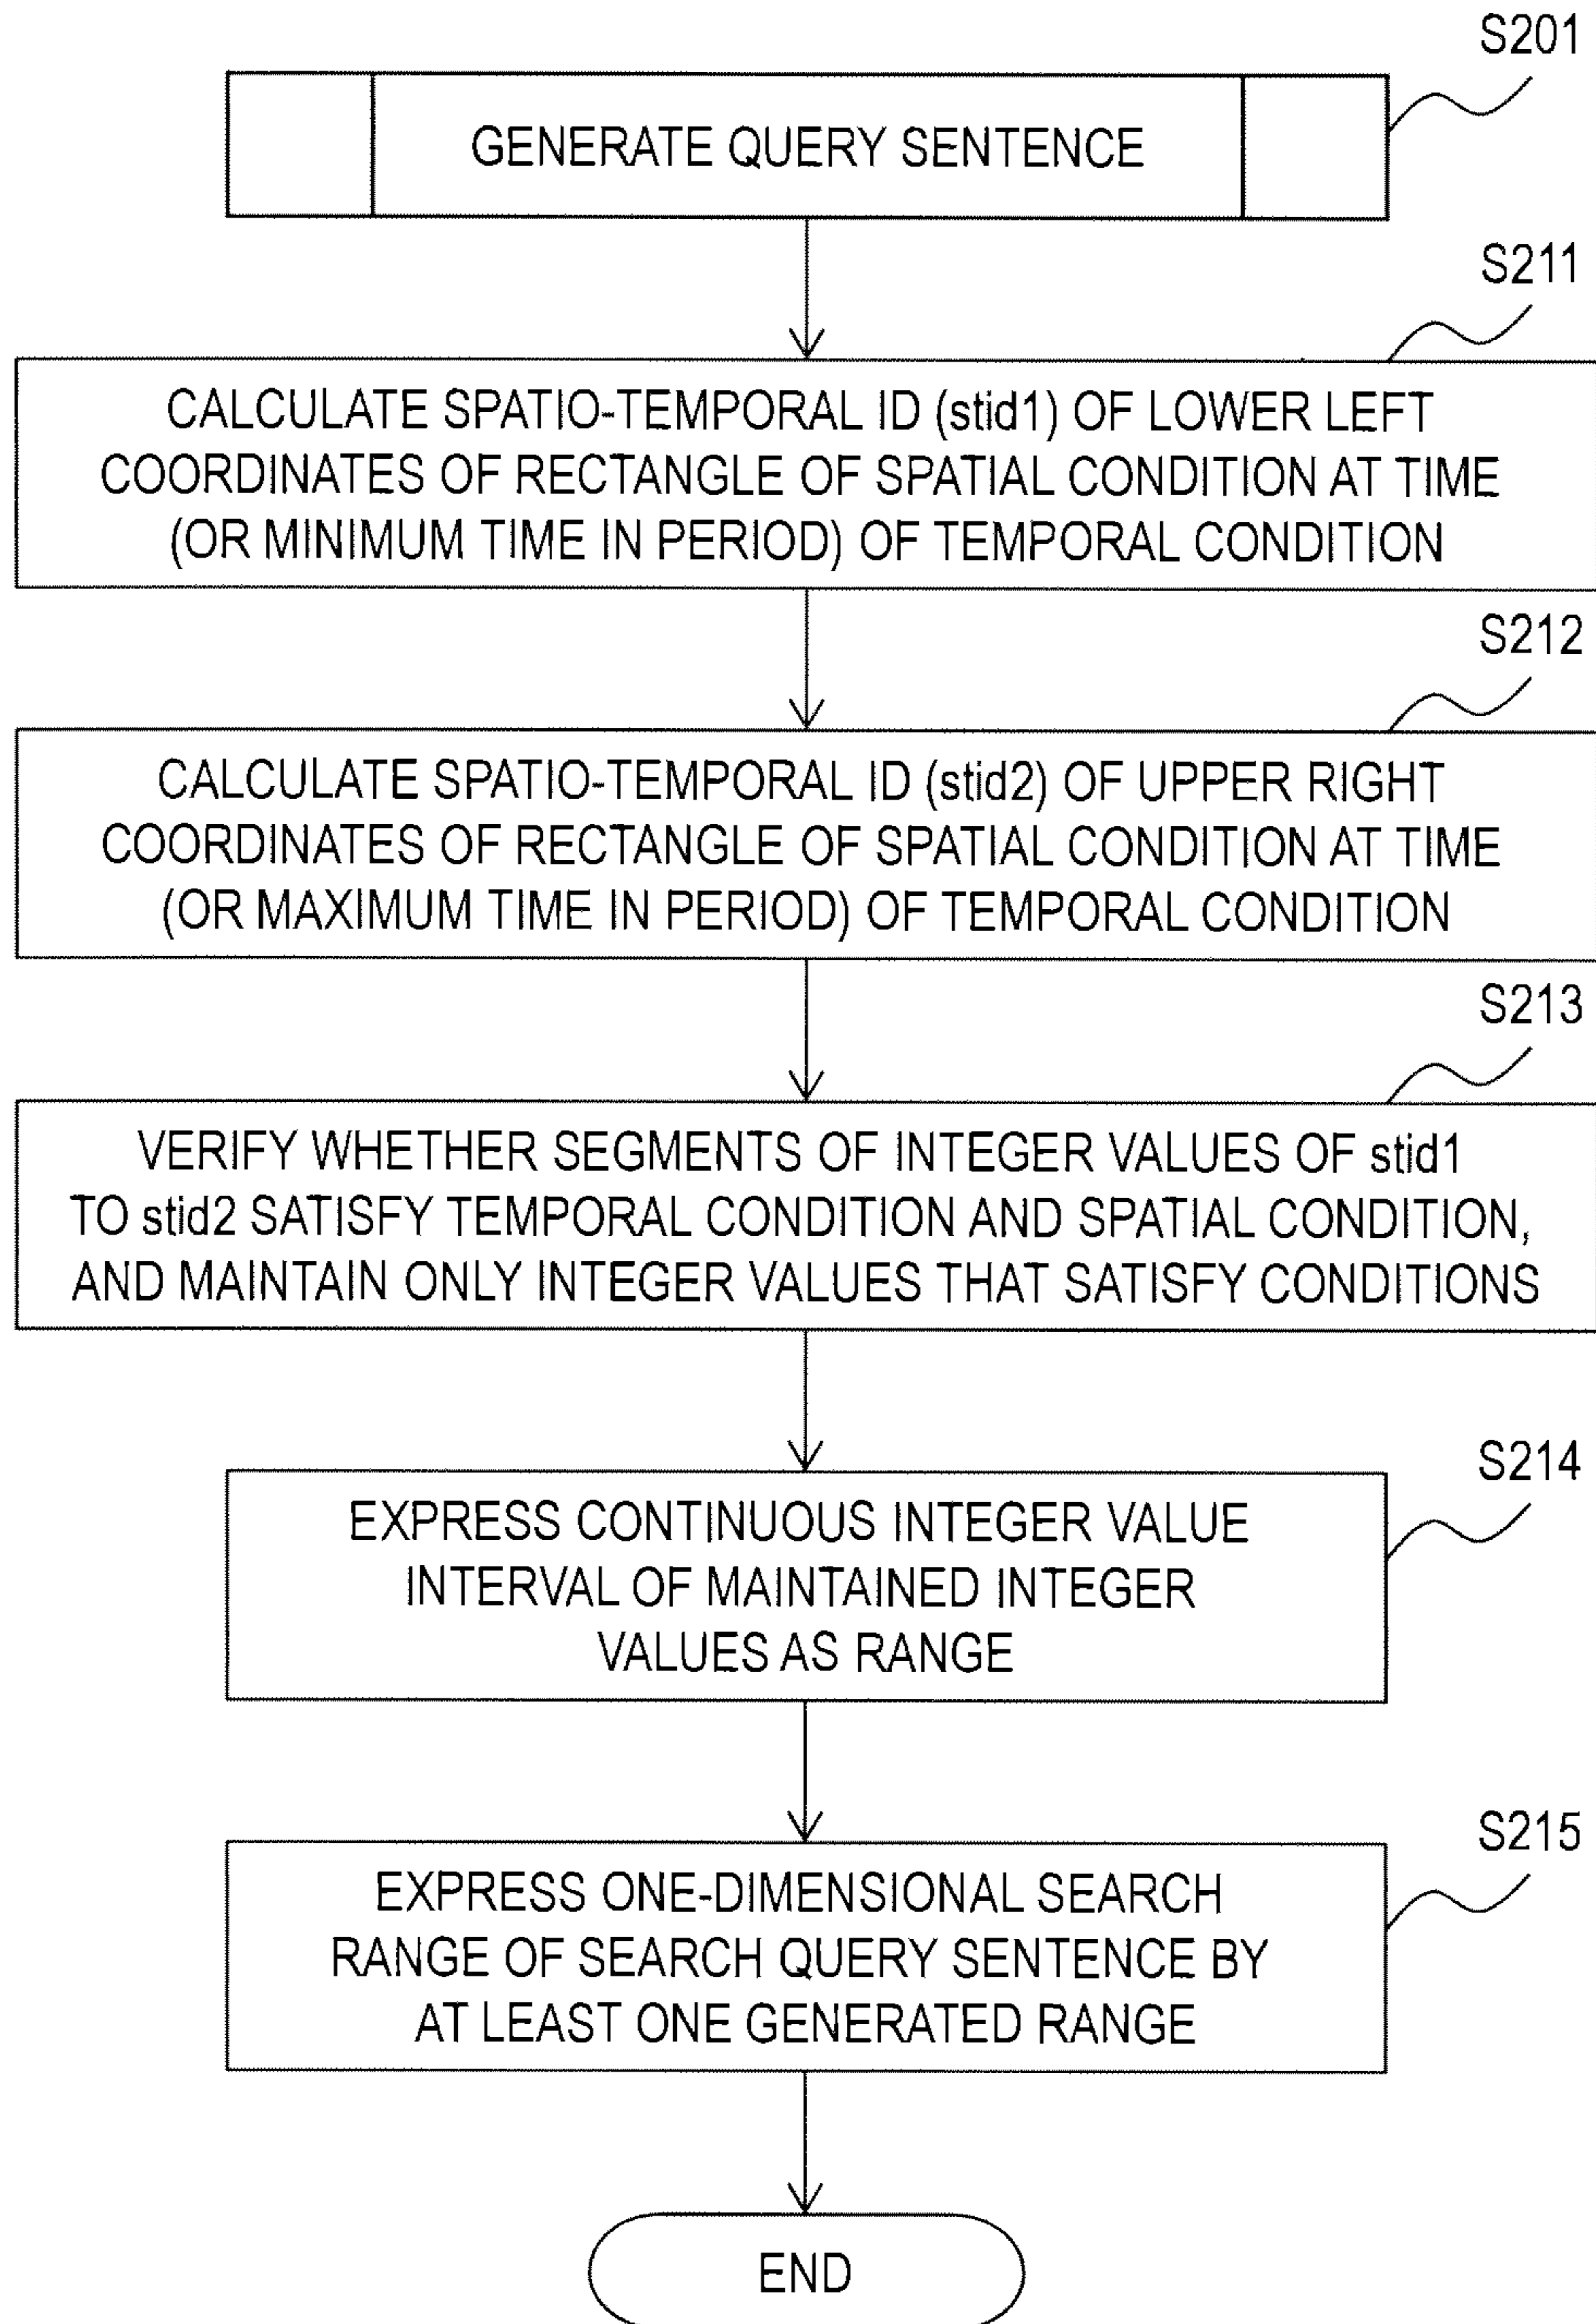 S201
GENERATE QUERY SENTENCE
S211
CALCULATE SPATIO-TEMPORAL ID (stid1) OF LOWER LEFT
COORDINATES OF RECTANGLE OF SPATIAL CONDITION AT TIME
(OR MINIMUM TIME IN PERIOD) OF TEMPORAL CONDITION
S212
CALCULATE SPATIO-TEMPORAL ID (stid2) OF UPPER RIGHT
COORDINATES OF RECTANGLE OF SPATIAL CONDITION AT TIME
(OR MAXIMUM TIME IN PERIOD) OF TEMPORAL CONDITION
S213
VERIFY WHETHER SEGMENTS OF INTEGER VALUES OF stid1
TO stid2 SATISFY TEMPORAL CONDITION AND SPATIAL CONDITION,
AND MAINTAIN ONLY INTEGER VALUES THAT SATISFY CONDITIONS
S214
EXPRESS CONTINUOUS INTEGER VALUE
INTERVAL OF MAINTAINED INTEGER
VALUES AS RANGE
S215
EXPRESS ONE-DIMENSIONAL SEARCH
RANGE OF SEARCH QUERY SENTENCE BY
AT LEAST ONE GENERATED RANGE
END